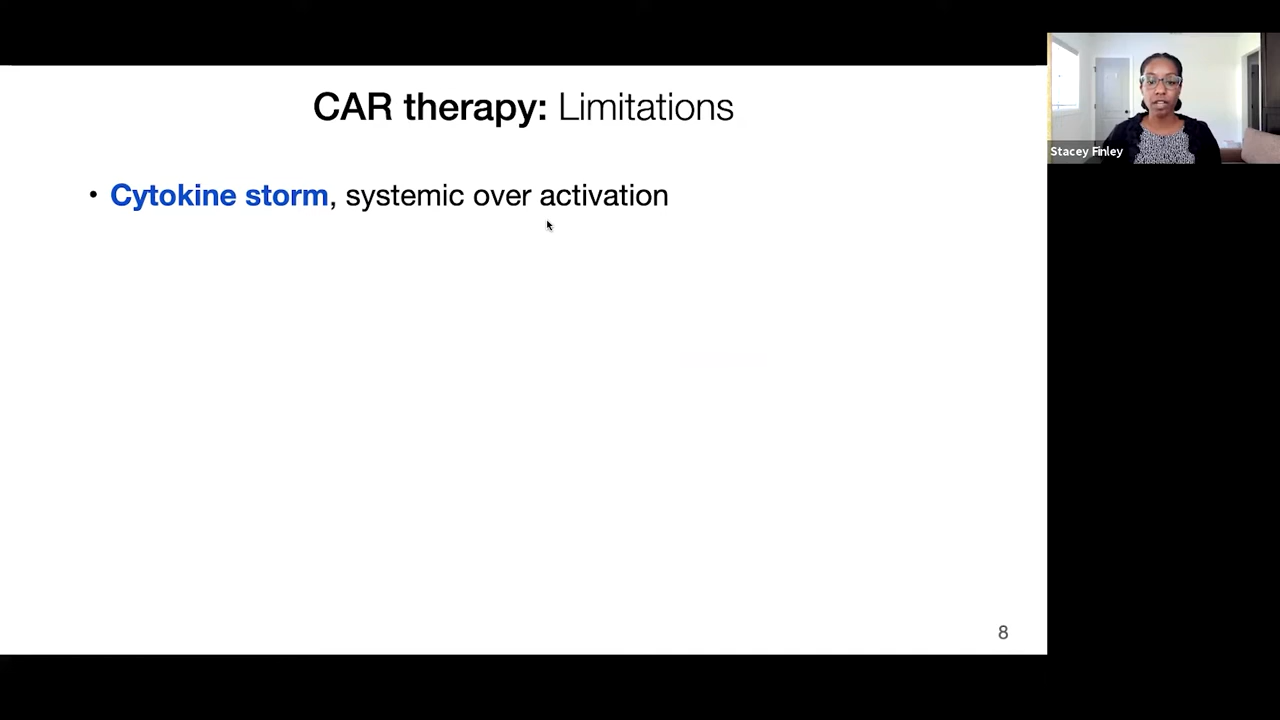 CAR therapy: Limitations
Stacey Finley
• Cytokine storm, systemic over activation
8